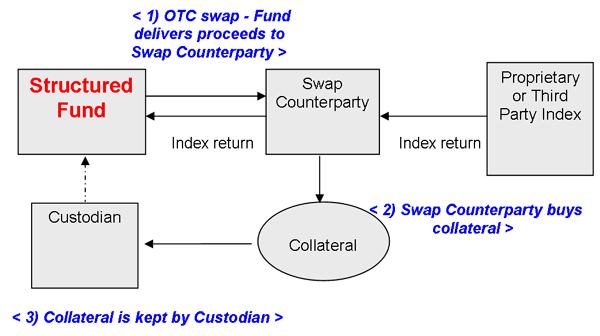 < 1) OTC swap - Fund
delivers proceeds to
Swap Counterparty >
Structured
Fund
Swap
Counterparty
Proprietary
or Third
Party Index
Index return
Index return
Custodian
Collateral
< 2) Swap Counterparty buys
collateral >
< 3) Collateral is kept by Custodian >